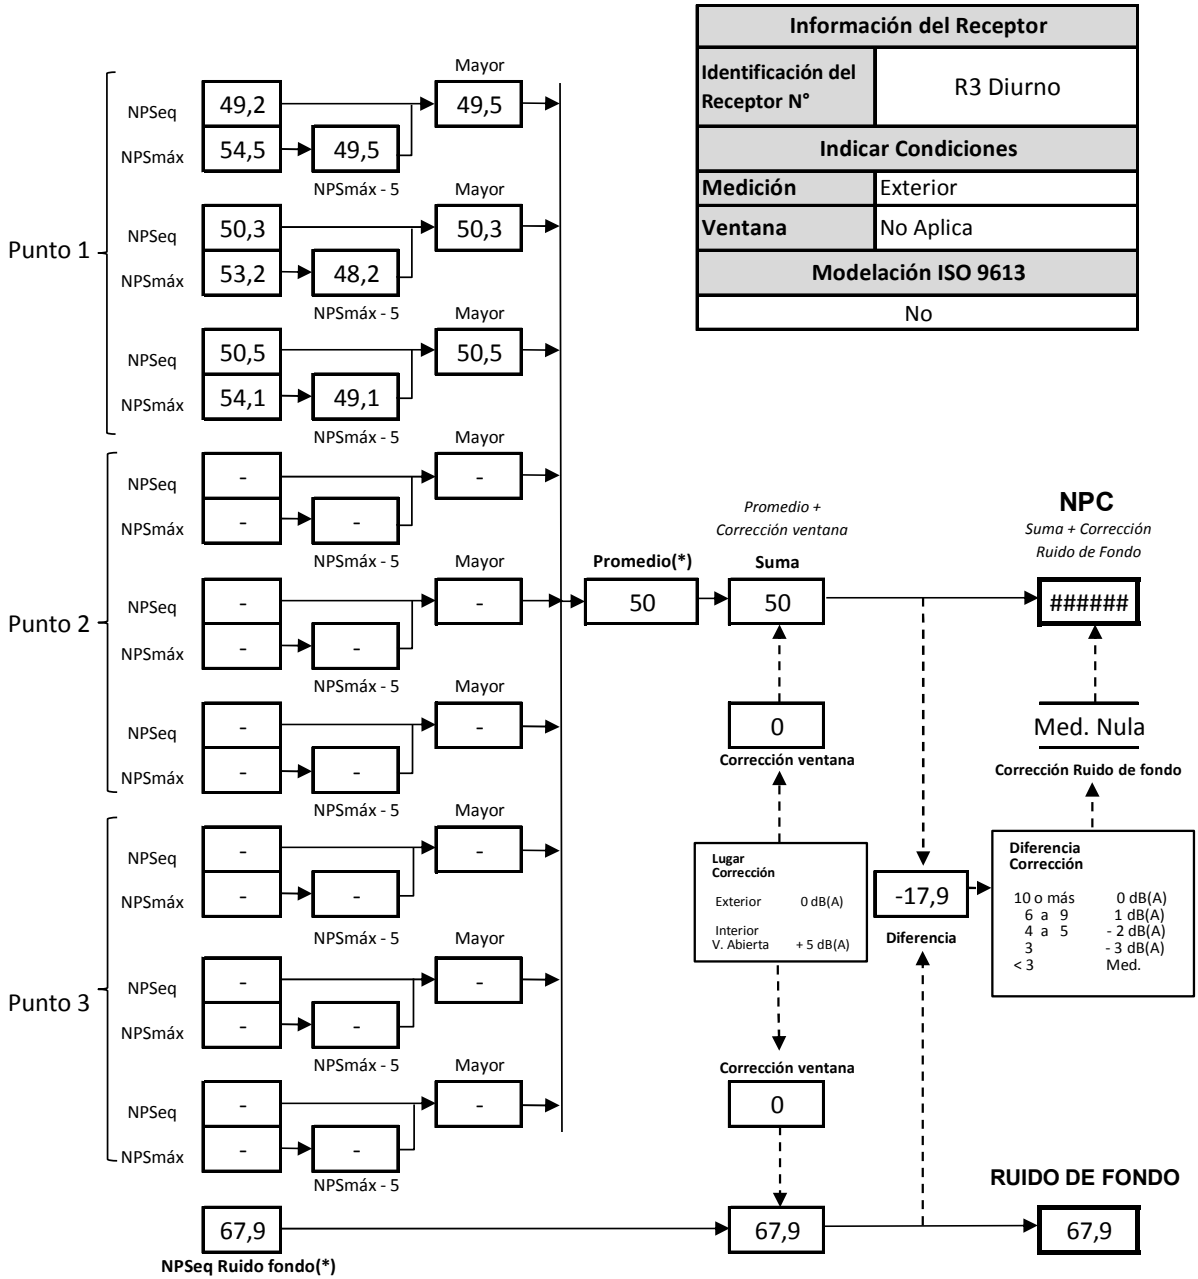 Información del Receptor
Identificación del
Receptor N°
R3 Diurno
Indicar Condiciones
Medición
Exterior
Ventana
No Aplica
Modelación ISO 9613
No
Punto 1
Mayor
NPSeq
49,2
49,5
NPSmáx
54,5
49,5
NPSmáx - 5
Mayor
NPSeq
50,3
50,3
NPSmáx
53,2
48,2
NPSmáx - 5
Mayor
NPSeq
50,5
50,5
NPSmáx
54,1
49,1
NPSmáx - 5
Punto 2
Mayor
NPSeq
-
-
NPSmáx
-
-
NPSmáx - 5
Mayor
NPSeq
-
-
NPSmáx
-
-
NPSmáx - 5
Mayor
NPSeq
-
-
NPSmáx
-
-
NPSmáx - 5
Punto 3
Mayor
NPSeq
-
-
NPSmáx
-
-
NPSmáx - 5
Mayor
NPSeq
-
-
NPSmáx
-
-
NPSmáx - 5
Mayor
NPSeq
-
-
NPSmáx
-
-
NPSmáx - 5
67,9
NPSeq Ruido fondo(*)
Promedio(*)
50
Promedio +
Corrección ventana
Suma
50
0
Corrección ventana
Lugar
Corrección
Exterior 0 dB(A)
Interior
V. Abierta + 5 dB(A)
Corrección ventana
0
67,9
-17,9
Diferencia
NPC
Suma + Corrección
Ruido de Fondo
######
Med. Nula
Corrección Ruido de fondo
Diferencia
Corrección
10 o más 0 dB(A)
6 a 9 1 dB(A)
4 a 5 - 2 dB(A)
3 - 3 dB(A)
< 3 Med.
RUIDO DE FONDO
67,9